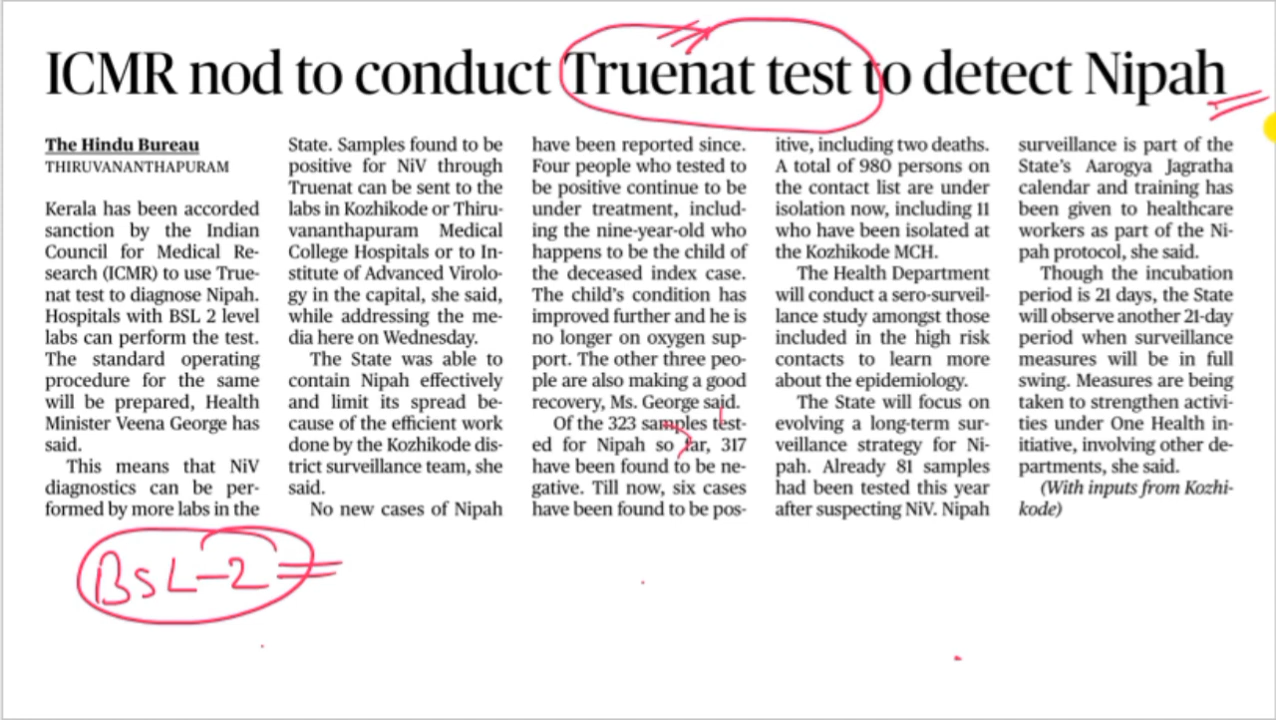 ICMR nod to conduct Truenat test to detect Nipah
The Hindu Bureau
THIRUVANANTHAPURAM
Kerala has been accorded
sanction by the Indian
Council for Medical Re-
search (ICMR) to use True-
nat test to diagnose Nipah.
Hospitals with BSL 2 level
labs can perform the test.
The standard operating
procedure for the same
will be prepared, Health
Minister Veena George has
said.
This means that NiV
diagnostics can be per-
formed by more labs in the
State. Samples found to be
positive for NiV through
Truenat can be sent to the
labs in Kozhikode or Thiru-
vananthapuram Medical
College Hospitals or to In-
stitute of Advanced Virolo-
gy in the capital, she said,
while addressing the me-
dia here on Wednesday.
The State was able to
contain Nipah effectively
and limit its spread be-
cause of the efficient work
done by the Kozhikode dis-
trict surveillance team, she
said.
No new cases of Nipah
have been reported since.
Four people who tested to
be positive continue to be
under treatment, includ-
ing the nine-year-old who
happens to be the child of
the deceased index case.
The child's condition has
improved further and he is
no longer on oxygen sup-
port. The other three peo-
ple are also making a good
recovery, Ms. George said.
Of the 323 samples test-
ed for Nipah so far, 317
have been found to be ne-
gative. Till now, six cases
have been found to be pos-
itive, including two deaths.
A total of 980 persons on
the contact list are under
isolation now, including 11
who have been isolated at
the Kozhikode MCH.
The Health Department
will conduct a sero-surveil-
lance study amongst those
included in the high risk
contacts to learn more
about the epidemiology.
The State will focus on
evolving a long-term sur-
veillance strategy for Ni-
pah. Already 81 samples
had been tested this year
after suspecting NiV. Nipah
surveillance is part of the
State's Aarogya Jagratha
calendar and training has
been given to healthcare
workers as part of the Ni-
pah protocol, she said.
Though the incubation
period is 21 days, the State
will observe another 21-day
period when surveillance
measures will be in full
swing. Measures are being
taken to strengthen activi-
ties under One Health in-
itiative, involving other de-
partments, she said.
(With inputs from Kozhi-
kode)
BSL-2